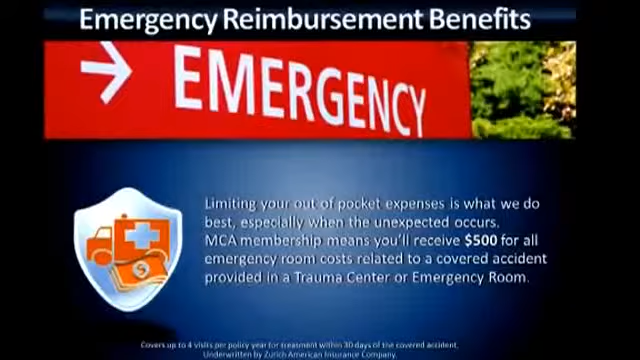 Emergency Reimbursement Benefits
EMERGENCY
Limiting your out of pocket expenses is what we do
best, especially when the unexpected occurs.
MCA membership means you'll receive $500 for all
emergency room costs related to a covered accident
provided in a Trauma Center or Emergency Room.
$
Covers up to 4 visits per policy year for treatment within 30 days of the covered accident,
Underwritten by Zurich American Insurance Company.